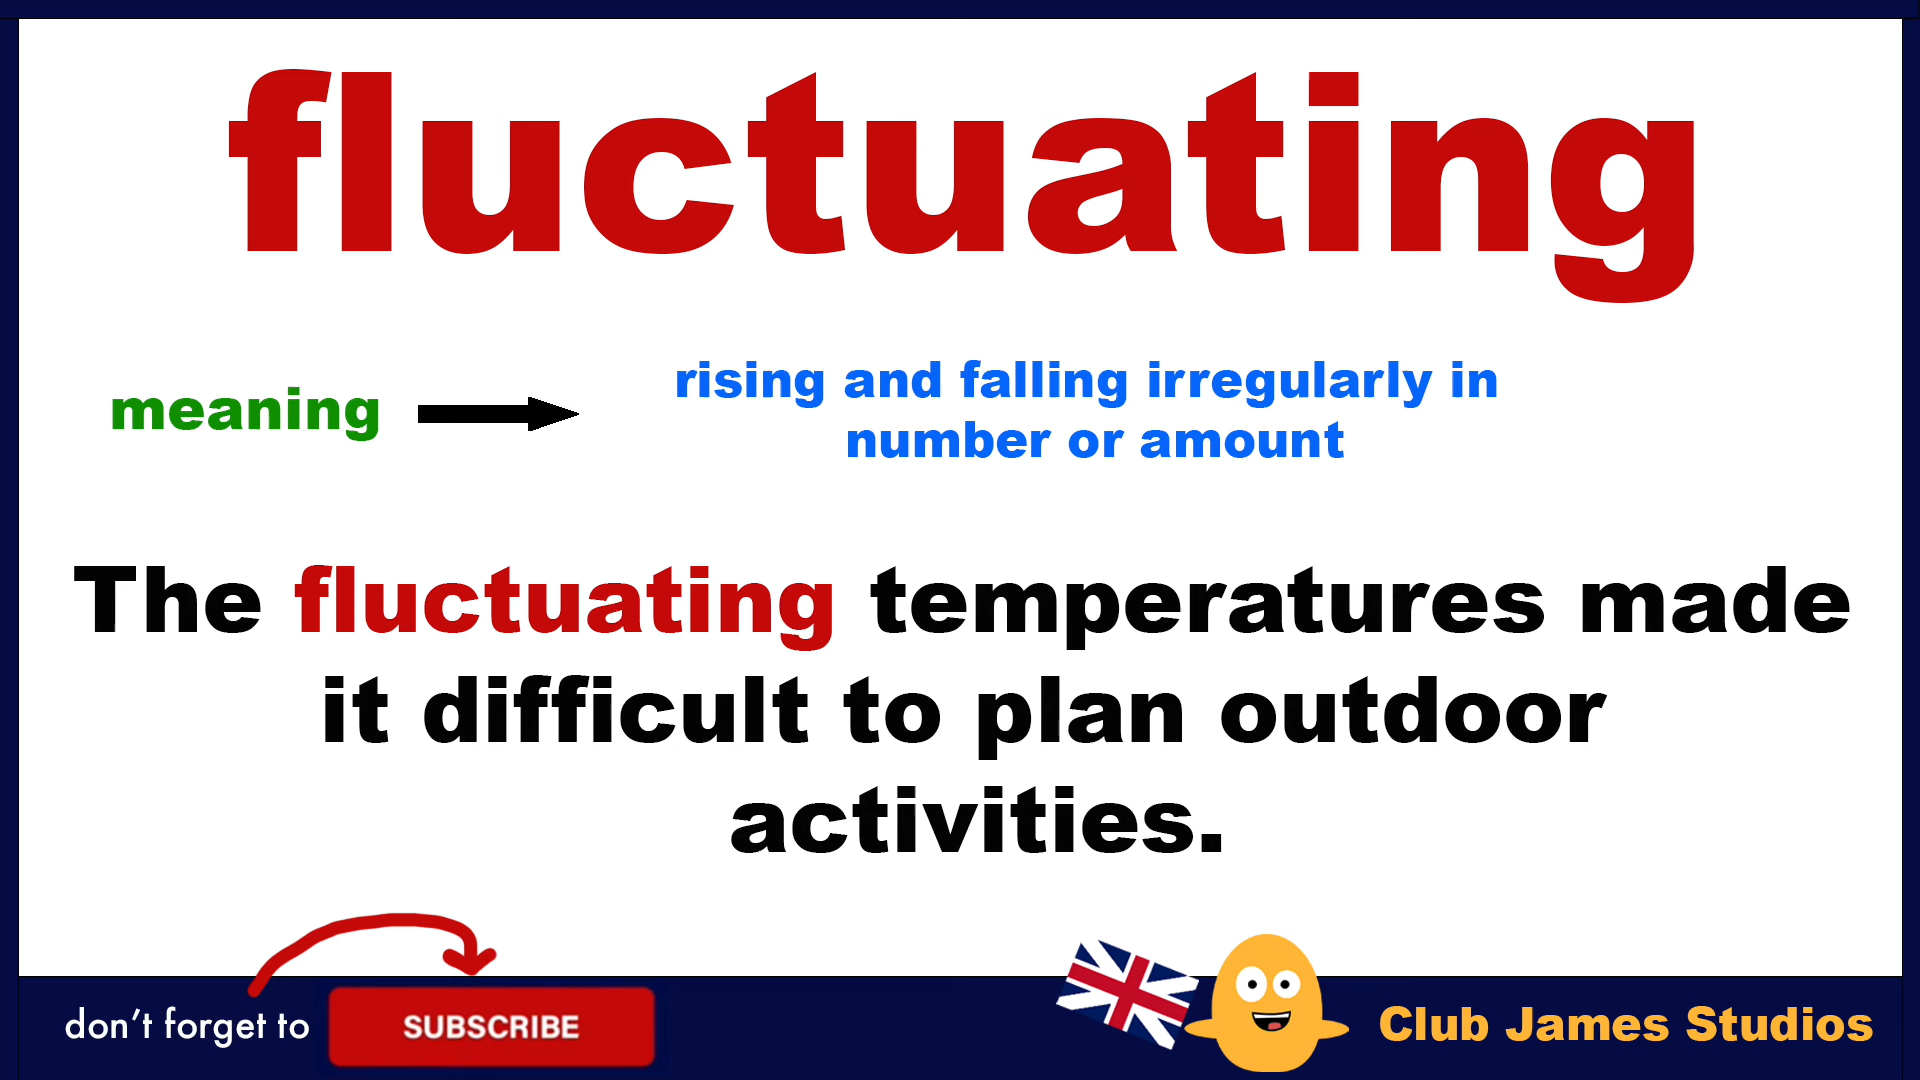 fluctuating
meaning
rising and falling irregularly in
number or amount
The fluctuating temperatures made
it difficult to plan outdoor
activities.
don't forget to
SUBSCRIBE
Club James Studios